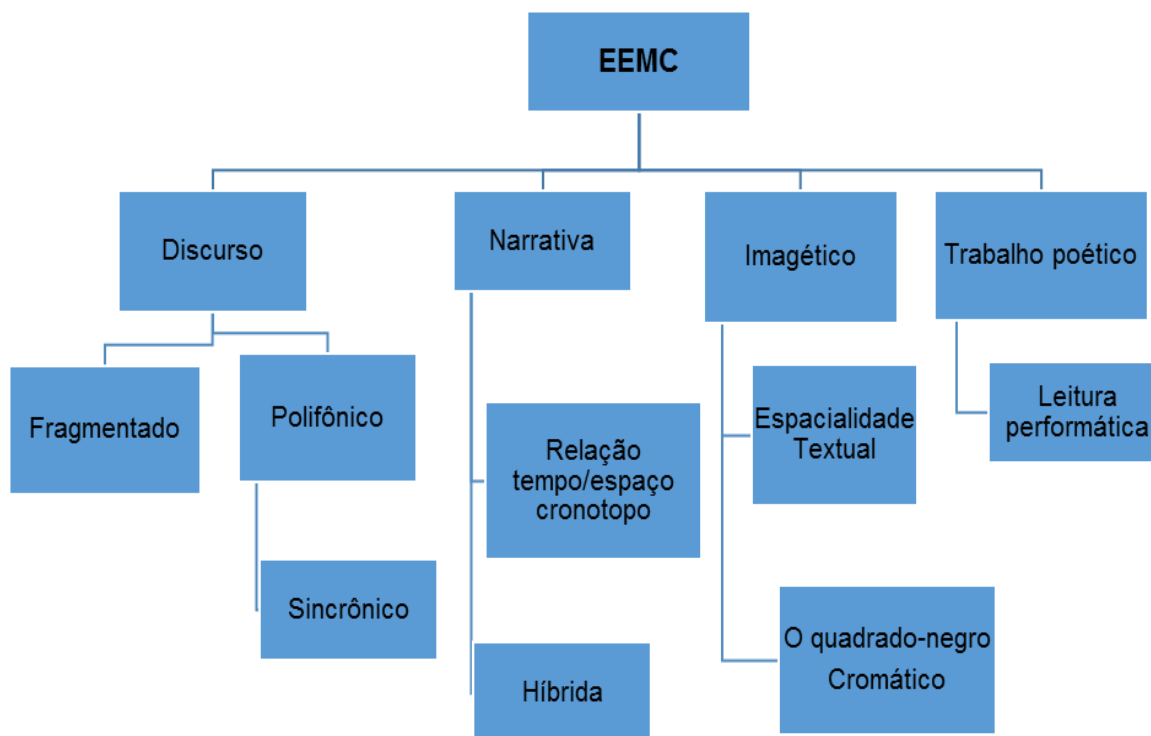 EEMC
Discurso
Narrativa
Imagético
Trabalho poético
Fragmentado
Polifônico
Sincrônico
Relação
tempo/espaço
cronotopo
Híbrida
Espacialidade
Textual
O quadrado-negro
Cromático
Leitura
performática